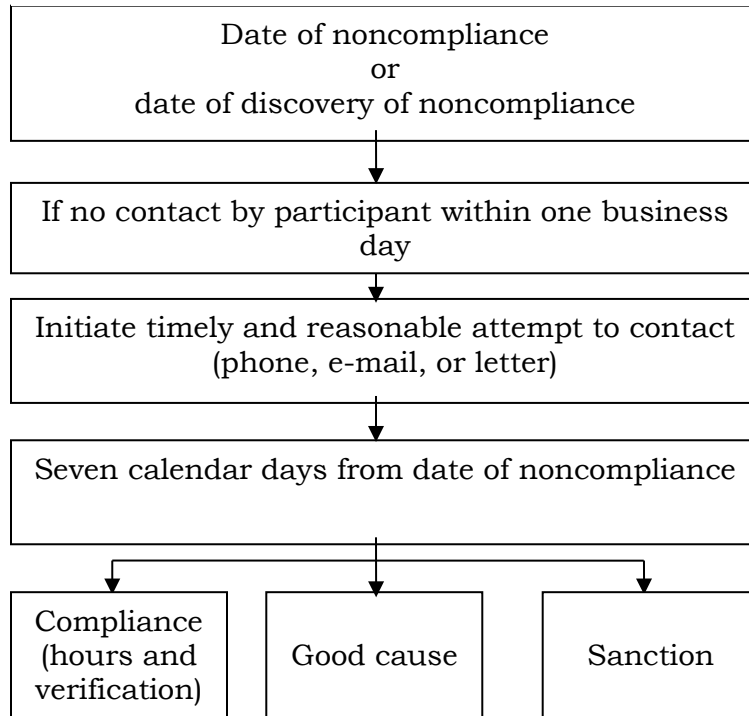 Date of noncompliance
or
date of discovery of noncompliance
If no contact by participant within one business
day
Initiate timely and reasonable attempt to contact
(phone, e-mail, or letter)
Seven calendar days from date of noncompliance
Compliance
(hours and
verification)
Good cause
Sanction